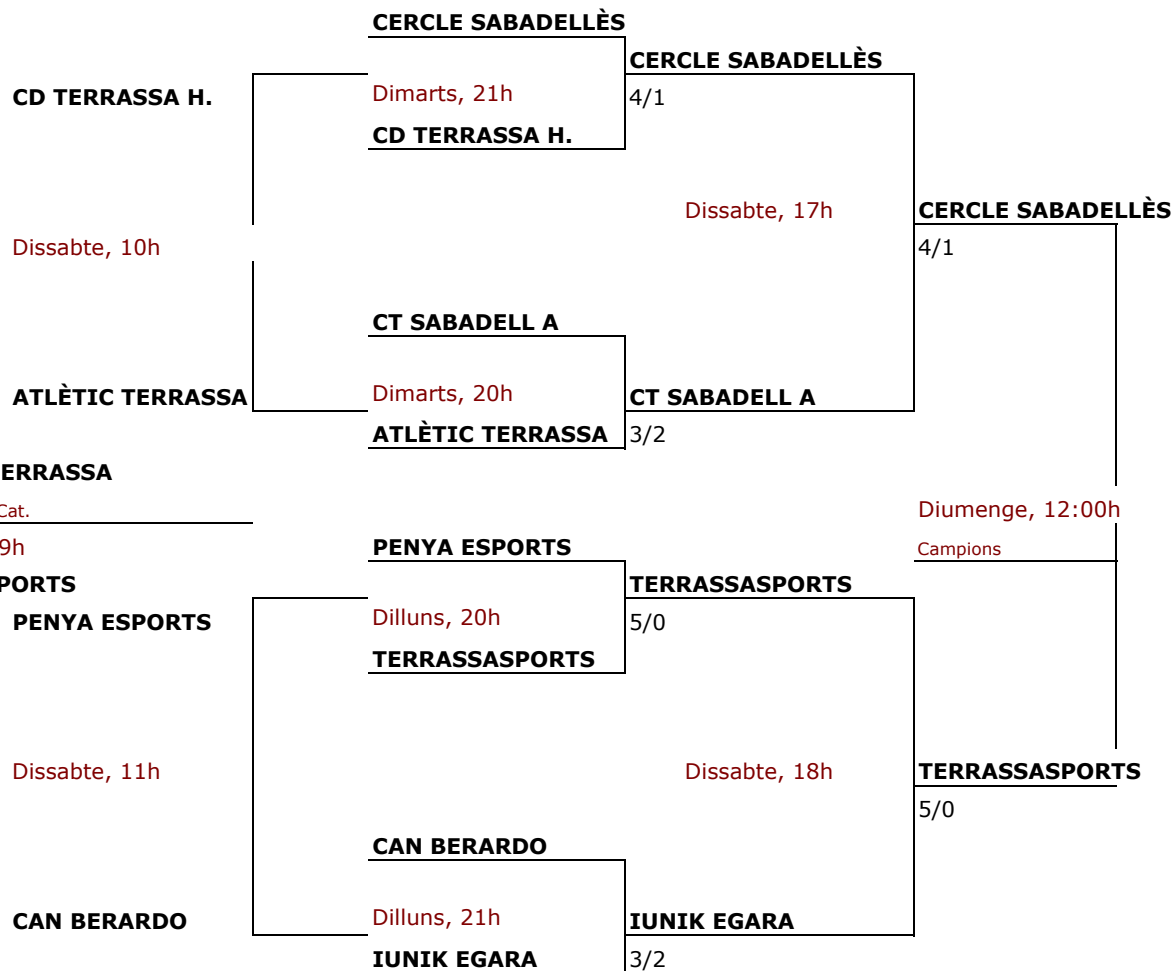 CERCLE SABADELLÈS
CERCLE SABADELLÈS
CD TERRASSA H.
Dimarts, 21h
4/1
CD TERRASSA H.
Dissabte, 17h
CERCLE SABADELLÈS
Dissabte, 10h
4/1
CT SABADELL A
ATLÈTIC TERRASSA
Dimarts, 20h
CT SABADELL A
ATLÈTIC TERRASSA
3/2
ERRASSA
Cat.
Diumenge, 12:00h
9h
PENYA ESPORTS
Campions
PORTS
TERRASSASPORTS
PENYA ESPORTS
Dilluns, 20h
5/0
TERRASSASPORTS
Dissabte, 11h
Dissabte, 18h
TERRASSASPORTS
5/0
CAN BERARDO
CAN BERARDO
Dilluns, 21h
IUNIK EGARA
IUNIK EGARA
3/2